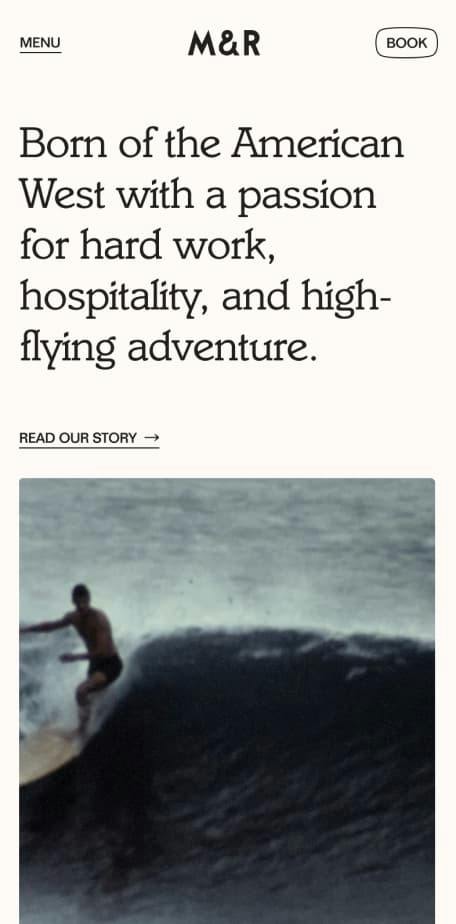 MENU
M&R
BOOK
Born of the American
West with a passion
for hard work,
hospitality, and high-
flying adventure.
READ OUR STORY →